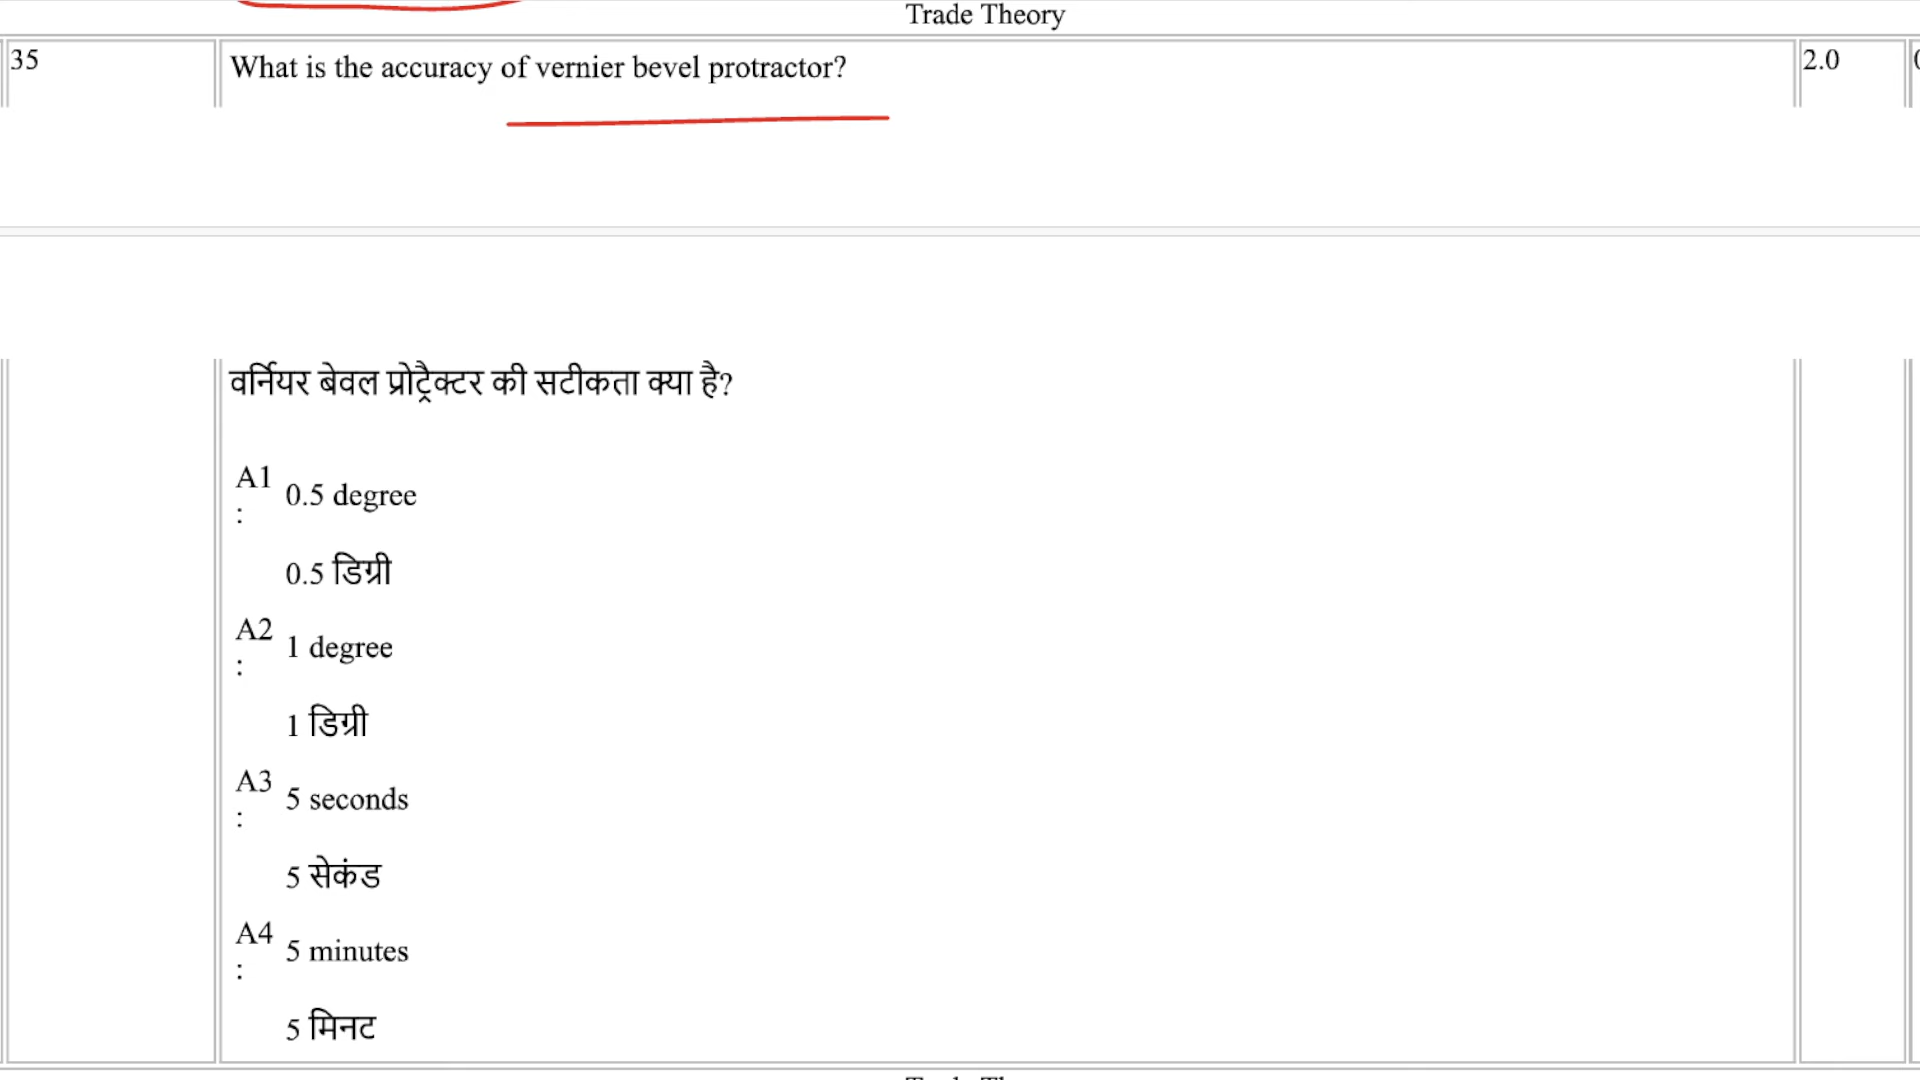 Trade Theory
35
What is the accuracy of vernier bevel protractor?
2.0
वर्नियर बेवल प्रोट्रैक्टर की सटीकता क्या है?
A1
:
0.5 degree
0.5 डिग्री
A2
:
1 degree
1 डिग्री
A3
:
5 seconds
5 सेकंड
A4
:
5 minutes
5 मिनट